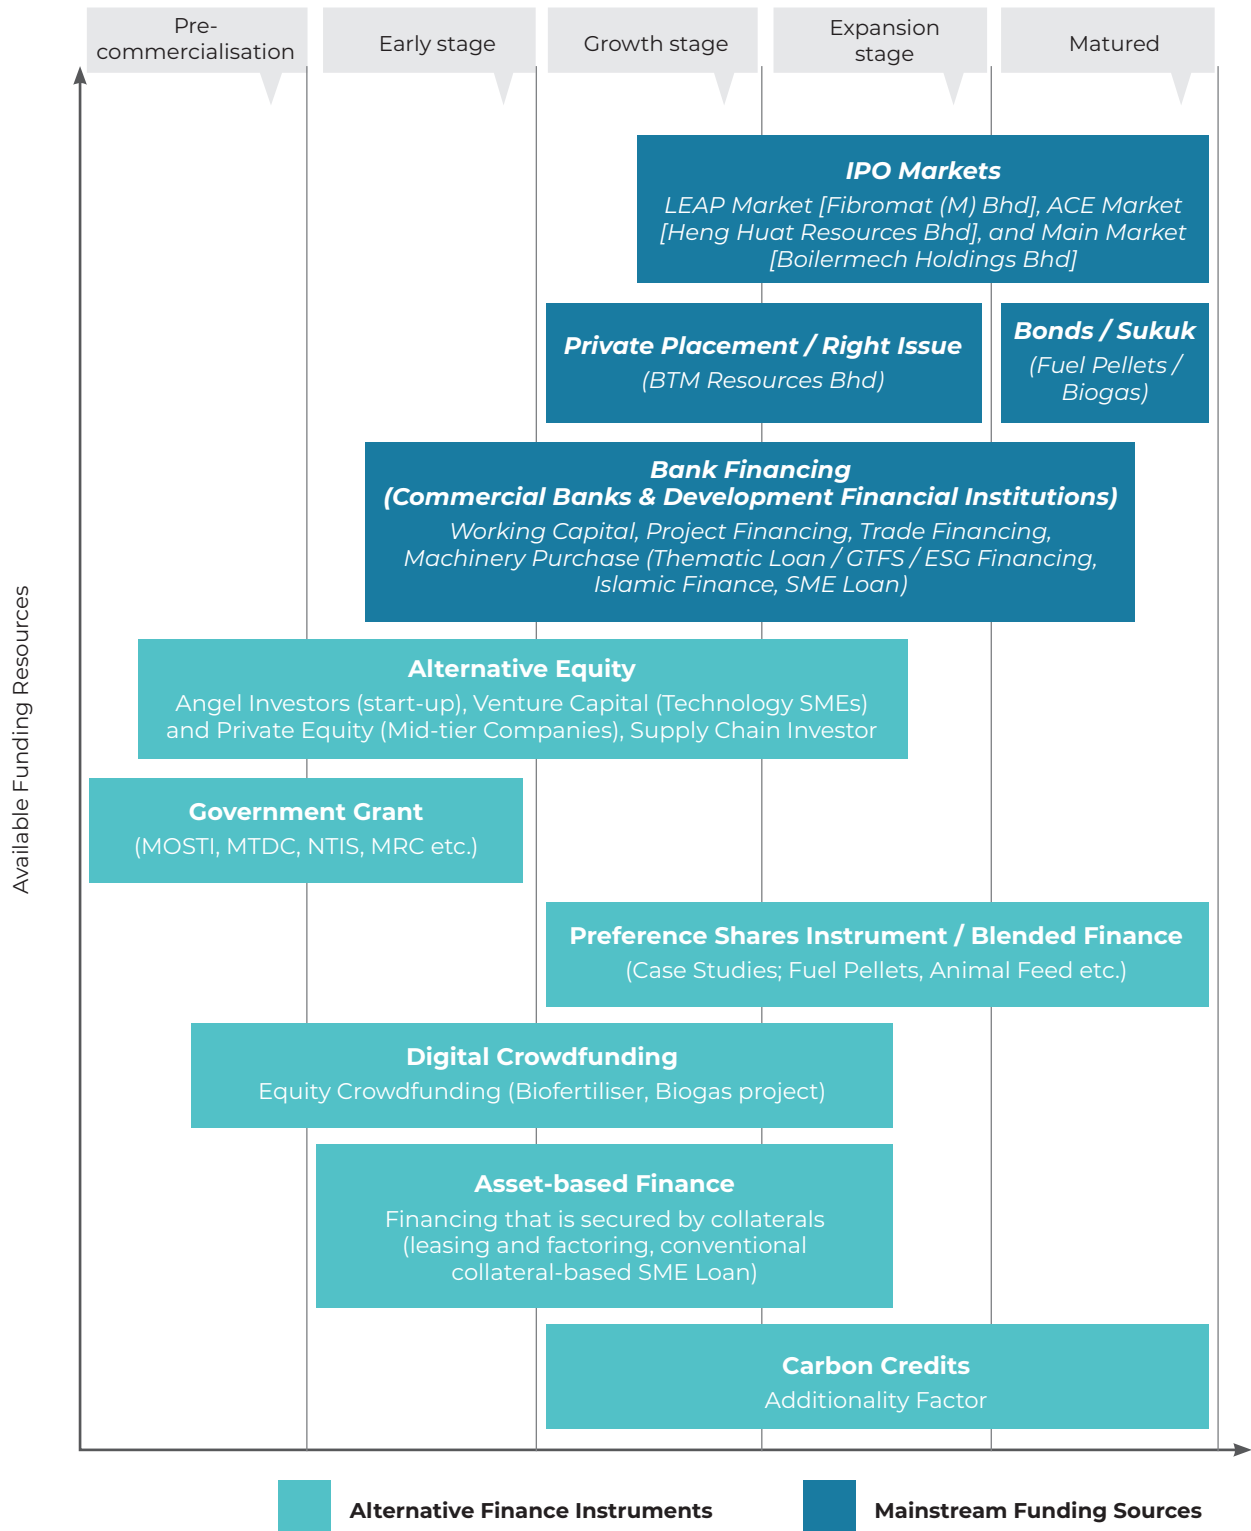 Pre-
commercialisation
Early stage
Growth stage
Expansion
stage
Matured
Available Funding Resources
IPO Markets
LEAP Market [Fibromat (M) Bhd], ACE Market
[Heng Huat Resources Bhd], and Main Market
[Boilermech Holdings Bhd]
Private Placement / Right Issue
(BTM Resources Bhd)
Bonds / Sukuk
(Fuel Pellets /
Biogas)
Bank Financing
(Commercial Banks & Development Financial Institutions)
Working Capital, Project Financing, Trade Financing,
Machinery Purchase (Thematic Loan / GTFS / ESG Financing,
Islamic Finance, SME Loan)
Alternative Equity
Angel Investors (start-up), Venture Capital (Technology SMEs)
and Private Equity (Mid-tier Companies), Supply Chain Investor
Government Grant
(MOSTI, MTDC, NTIS, MRC etc.)
Preference Shares Instrument / Blended Finance
(Case Studies; Fuel Pellets, Animal Feed etc.)
Digital Crowdfunding
Equity Crowdfunding (Biofertiliser, Biogas project)
Asset-based Finance
Financing that is secured by collaterals
(leasing and factoring, conventional
collateral-based SME Loan)
Carbon Credits
Additionality Factor
Alternative Finance Instruments
Mainstream Funding Sources